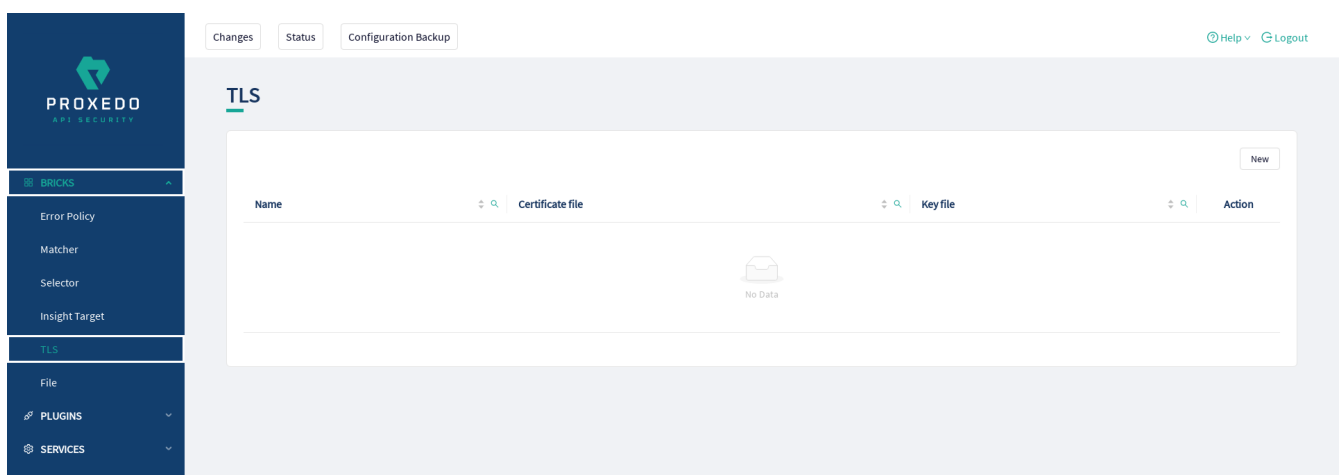 Changes Status Configuration Backup Help Logout
PROXEDO
API SECURITY
TLS
New
BRICKS
Name Certificate file Key file Action
Error Policy
Matcher
Selector
No Data
Insight Target
TLS
File
PLUGINS
SERVICES